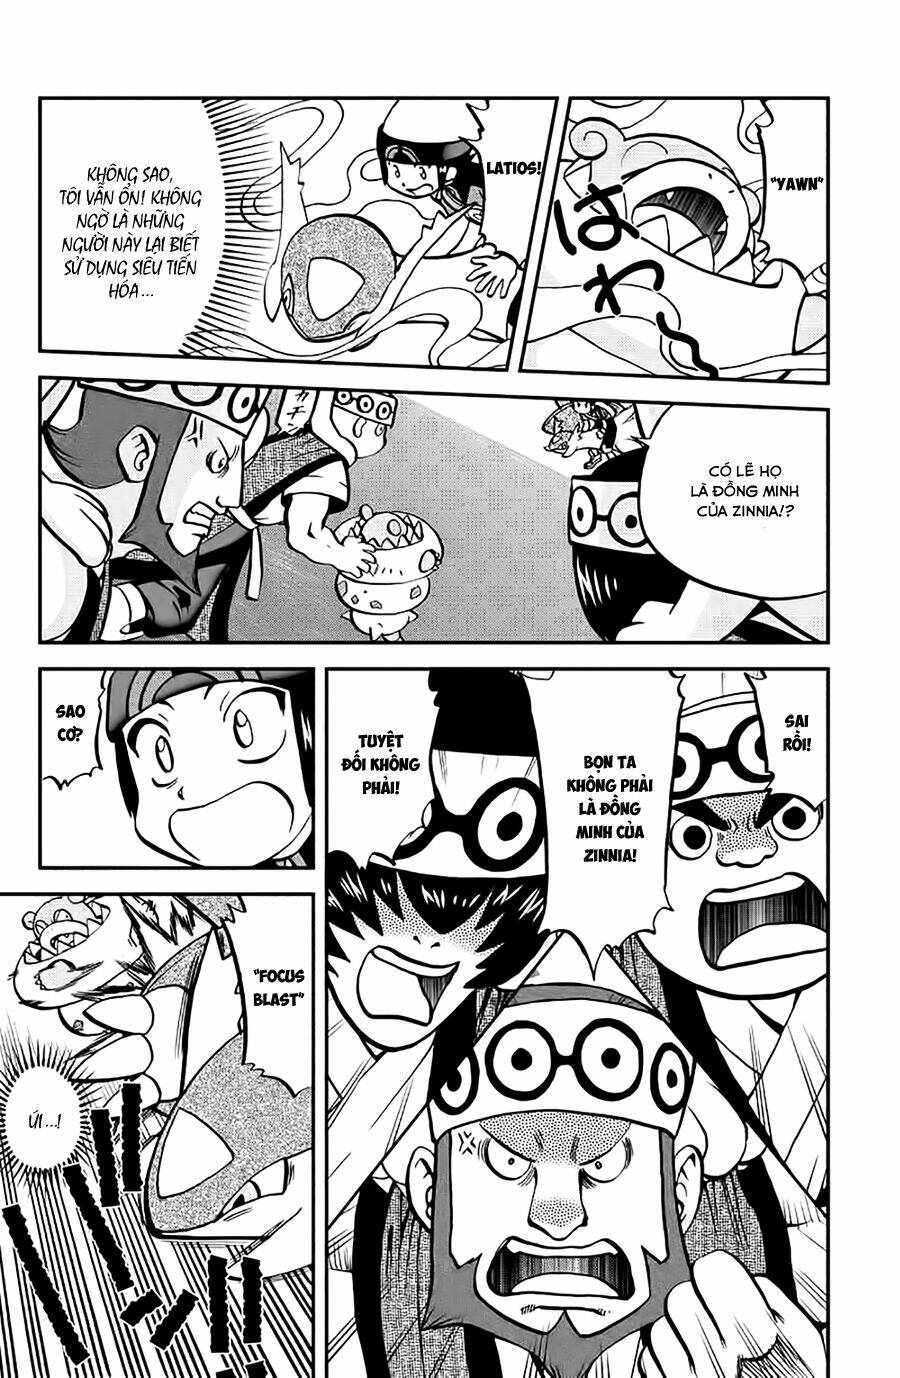 "YAWN"
はわ〜
LATIOS!
KHÔNG SAO,
TÔI VẪN ỔN! KHÔNG
NGỜ LÀ NHỮNG
NGƯỜI NÀY LẠI BIẾT
SỬ DỤNG SIÊU TIẾN
HÓA...
CÓ LẼ HỌ
LÀ ĐỒNG MINH
CỦA ZINNIA!?
SAI
RỒI!
BỌN TA
KHÔNG PHẢI
LÀ ĐỒNG
MINH CỦA
ZINNIA!
TUYỆT
ĐỐI KHÔNG
PHẢI!
SAO
CƠ?
"FOCUS
BLAST"
ỨI...!